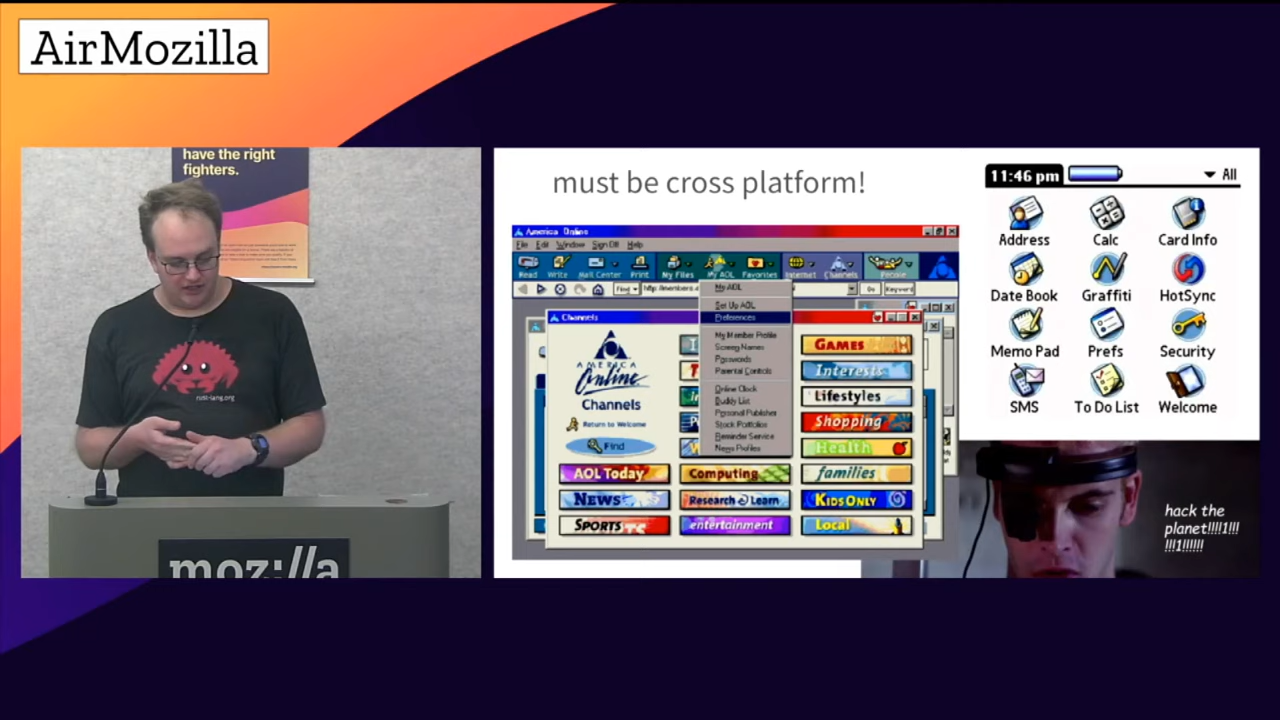 AirMozilla
have the right
fighters.
rust-lang.org
moz://a
must be cross platform!
America Online
File Edit Window Sign Off Help
Read Write Mail Center Print My Files My AOL Favorites Internet Channels People
Find Go Keyword
My AOL
Set Up AOL
Preferences
My Member Profile
Screen Names
Passwords
Parental Controls
Online Clock
Buddy List
Personal Publisher
Stock Portfolios
Reminder Service
News Profiles
Channels
AMERICA
Online
Channels
Return to Welcome
Find
AOL Today
NEWS
SPORTS
Computing
Research & Learn
entertainment
GAMES
Interests
Lifestyles
Shopping
Health
families
KIDS ONLY
Local
11:46 pm
All
Address Calc Card Info
Date Book Graffiti HotSync
Memo Pad Prefs Security
SMS To Do List Welcome
hack the
planet!!!!1!!!
!!!1!!!!!!